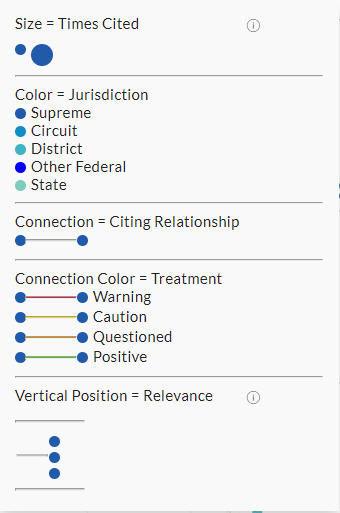 Size = Times Cited
Color = Jurisdiction
Supreme
Circuit
District
Other Federal
State
Connection = Citing Relationship
Connection Color = Treatment
Warning
Caution
Questioned
Positive
Vertical Position = Relevance